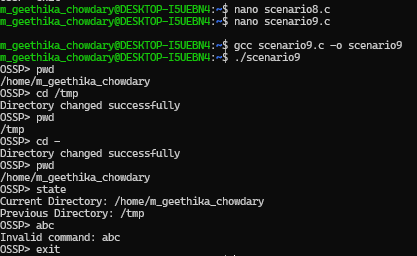 m_geethika_chowdary@DESKTOP-I5UEBN4:~$ nano scenario8.c
m_geethika_chowdary@DESKTOP-I5UEBN4:~$ nano scenario9.c
m_geethika_chowdary@DESKTOP-I5UEBN4:~$ gcc scenario9.c -o scenario9
m_geethika_chowdary@DESKTOP-I5UEBN4:~$ ./scenario9
OSSP> pwd
/home/m_geethika_chowdary
OSSP> cd /tmp
Directory changed successfully
OSSP> pwd
/tmp
OSSP> cd -
Directory changed successfully
OSSP> pwd
/home/m_geethika_chowdary
OSSP> state
Current Directory: /home/m_geethika_chowdary
Previous Directory: /tmp
OSSP> abc
Invalid command: abc
OSSP> exit